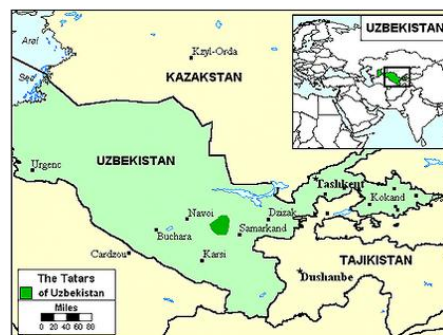 UZBEKISTAN
Aral
Sea
Kzyl-Orda
KAZAKSTAN
UZBEKISTAN
Urgenc
Tashkent
Kokand
Navoi
Dzizak
Buchara
Samarkand
Cardzou
Karsi
TAJIKISTAN
Dushanbe
The Tatars
of Uzbekistan
Miles
0 20 40 60 80